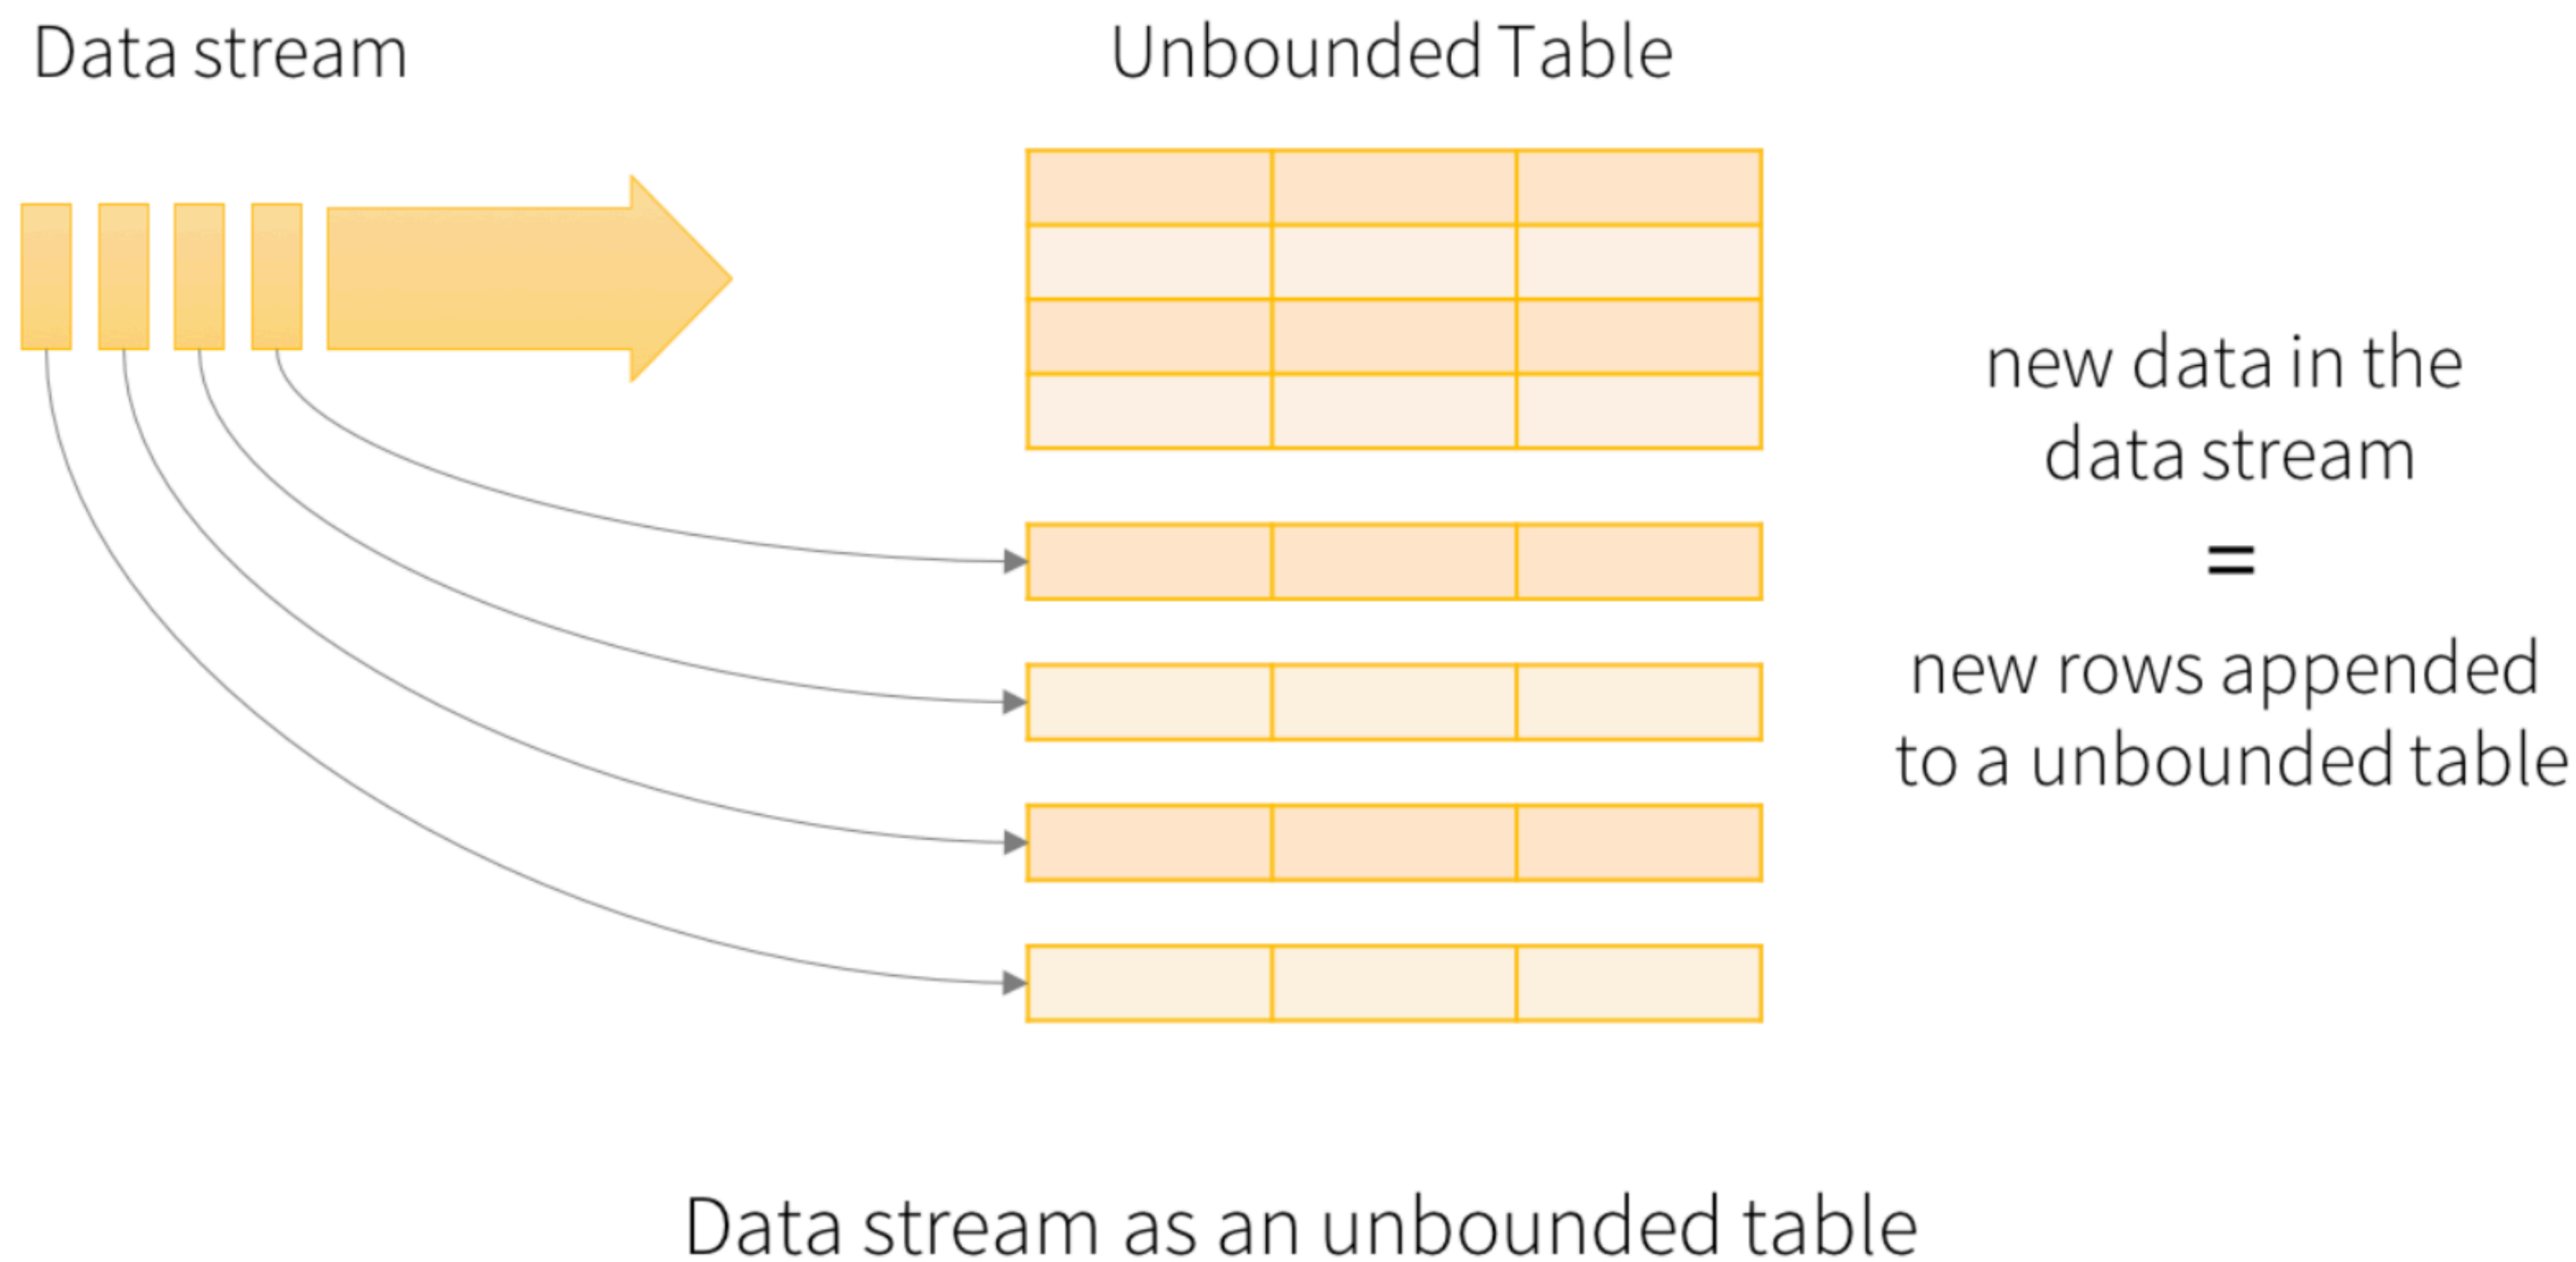 Data stream
Unbounded Table
new data in the
data stream
=
new rows appended
to a unbounded table
Data stream as an unbounded table